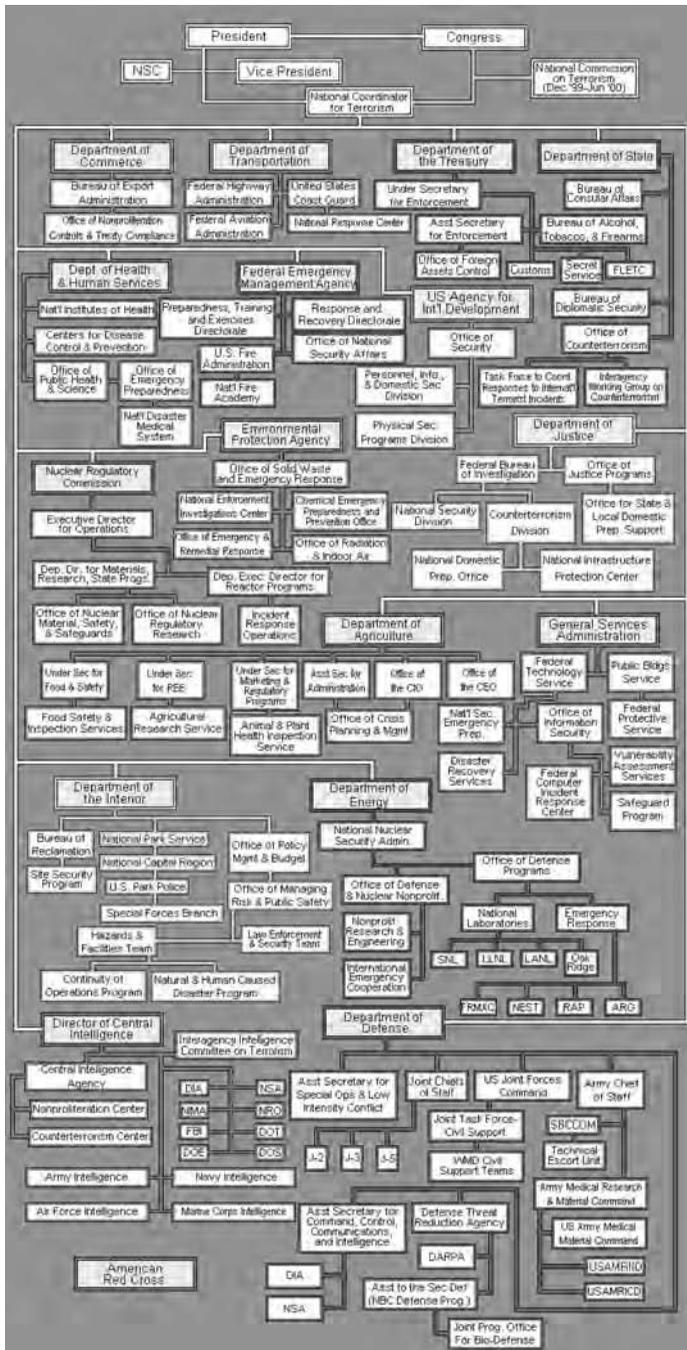 President
Congress
NSC
Vice President
National Commission
on Terrorism
(Dec '99-Jun '00)
National Coordinator
for Terrorism
Department of
Commerce
Department of
Transportation
Department of
the Treasury
Department of State
Bureau of Export
Administration
Federal Highway
Administration
United States
Coast Guard
Under Secretary
for Enforcement
Bureau of
Consular Affairs
Office of Nonproliferation
Controls & Treaty Compliance
Federal Aviation
Administration
National Response Center
Asst Secretary
for Enforcement
Bureau of Alcohol,
Tobacco, & Firearms
Office of Foreign
Assets Control
Customs
Secret
Service
FLETC
Dept. of Health
& Human Services
Federal Emergency
Management Agency
US Agency for
Int'l Development
Bureau of
Diplomatic Security
Nat'l Institutes of Health
Preparedness, Training
and Exercises
Directorate
Response and
Recovery Directorate
Office of
Security
Office of
Counterterrorism
Centers for Disease
Control & Prevention
Office of National
Security Affairs
U.S. Fire
Administration
Office of
Public Health
& Science
Office of
Emergency
Preparedness
Nat'l Fire
Academy
Personnel, Info.,
& Domestic Sec
Division
Task Force to Coord.
Responses to Internat'l
Terrorist Incidents
Interagency
Working Group on
Counterterrorism
Nat'l Disaster
Medical
System
Physical Sec
Programs Division
Environmental
Protection Agency
Department of
Justice
Nuclear Regulatory
Commission
Office of Solid Waste
and Emergency Response
Federal Bureau
of Investigation
Office of
Justice Programs
Executive Director
for Operations
National Enforcement
Investigations Center
Chemical Emergency
Preparedness and
Prevention Office
National Security
Division
Counterterrorism
Division
Office for State &
Local Domestic
Prep. Support
Office of Emergency &
Remedial Response
Office of Radiation
& Indoor Air
National Domestic
Prep. Office
National Infrastructure
Protection Center
Dep. Dir. for Materials,
Research, State Progs.
Dep. Exec. Director for
Reactor Programs
Office of Nuclear
Material, Safety,
& Safeguards
Office of Nuclear
Regulatory
Research
Incident
Response
Operations
Department of
Agriculture
General Services
Administration
Under Sec for
Food & Safety
Under Sec
for REE
Under Sec for
Marketing &
Regulatory
Programs
Asst Sec for
Administration
Office of
the CIO
Office of
the CEO
Federal
Technology
Service
Public Bldgs
Service
Food Safety &
Inspection Services
Agricultural
Research Service
Animal & Plant
Health Inspection
Service
Office of Crisis
Planning & Mgmt
Nat'l Sec.
Emergency
Prep.
Office of
Information
Security
Federal
Protective Service
Disaster
Recovery
Services
Federal
Computer
Incident
Response
Center
Vulnerability
Assessment
Services
Safeguard
Program
Department of
the Interior
Department of
Energy
Bureau of
Reclamation
National Park Service
Office of Policy
Mgmt & Budget
National Nuclear
Security Admin.
Site Security
Program
National Capital Region
U.S. Park Police
Office of Managing
Risk & Public Safety
Office of Defense
& Nuclear Nonprolif.
Office of Defense
Programs
Special Forces Branch
Hazards &
Facilities Team
Law Enforcement
& Security Team
Nonprolif
Research &
Engineering
National
Laboratories
Emergency
Response
SNL
LLNL
LANL
Oak
Ridge
Continuity of
Operations Program
Natural & Human Caused
Disaster Program
International
Emergency
Cooperation
NEST
RAP
ARG
Director of Central
Intelligence
Interagency Intelligence
Committee on Terrorism
Department of
Defense
Central Intelligence
Agency
DIA
NSA
Asst Secretary for
Special Ops & Low
Intensity Conflict
Joint Chiefs
of Staff
US Joint Forces
Command
Army Chief
of Staff
Nonproliferation Center
NIMA
NRO
Joint Task Force-
Civil Support
SBCCOM
Counterterrorism Center
FBI
DOT
DOE
DOS
J-2
J-3
J-5
WMD Civil
Support Teams
Technical
Escort Unit
Army Intelligence
Navy Intelligence
Army Medical Research
& Material Command
Air Force Intelligence
Marine Corps Intelligence
Asst Secretary for
Command, Control,
Communications,
and Intelligence
Defense Threat
Reduction Agency
US Army Medical
Material Command
DARPA
American
Red Cross
DIA
Asst to the Sec Def
(NBC Defense Prog.)
USAMRIID
NSA
USAMRICD
Joint Prog. Office
For Bio-Defense